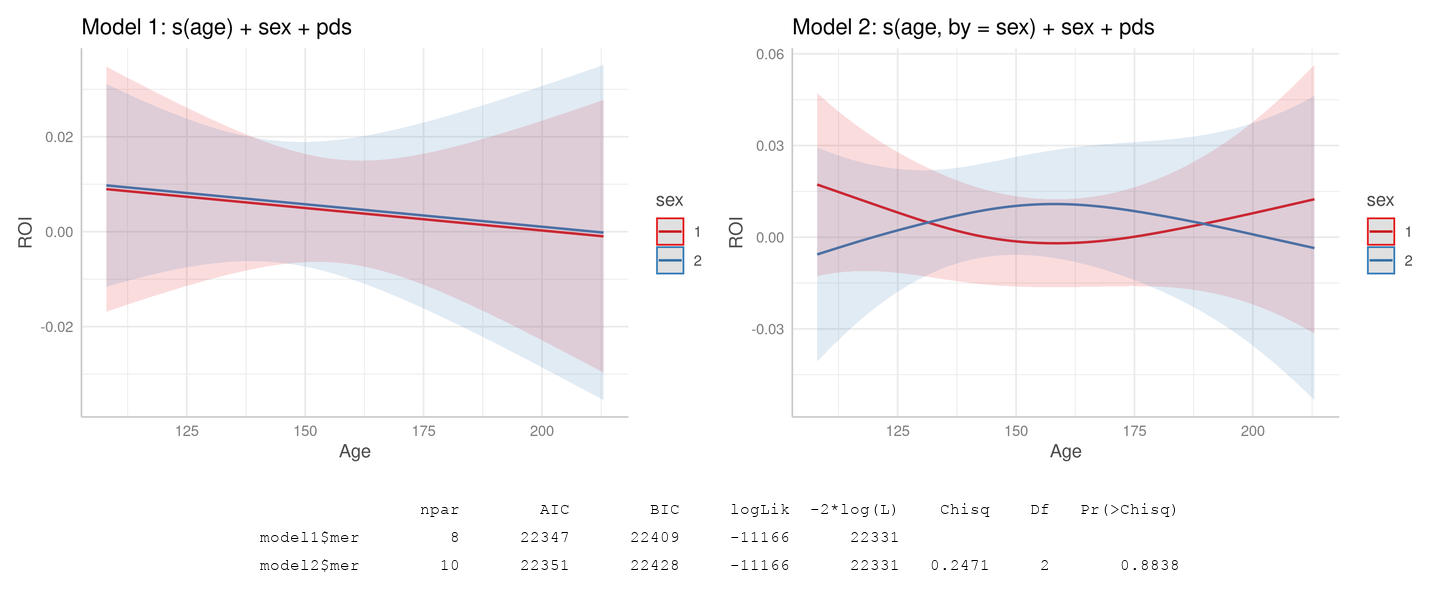 Model 1: s(age) + sex + pds
0.02
0.00
-0.02
ROI
125 150 175 200
Age
sex
1
2
Model 2: s(age, by = sex) + sex + pds
0.06
0.03
0.00
-0.03
ROI
125 150 175 200
Age
sex
1
2
npar AIC BIC logLik -2*log(L) Chisq Df Pr(>Chisq)
model1$mer 8 22347 22409 -11166 22331
model2$mer 10 22351 22428 -11166 22331 0.2471 2 0.8838